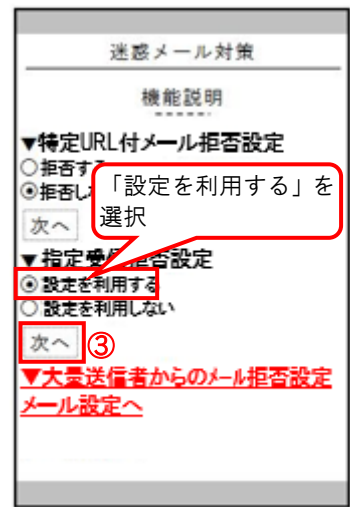 迷惑メール対策
機能説明
▼特定URL付メール拒否設定
○拒否する
◉拒否し
「設定を利用する」を
選択
次へ
▼指定受信拒否設定
◉設定を利用する
○設定を利用しない
次へ ③
▼大量送信者からのメール拒否設定
メール設定へ